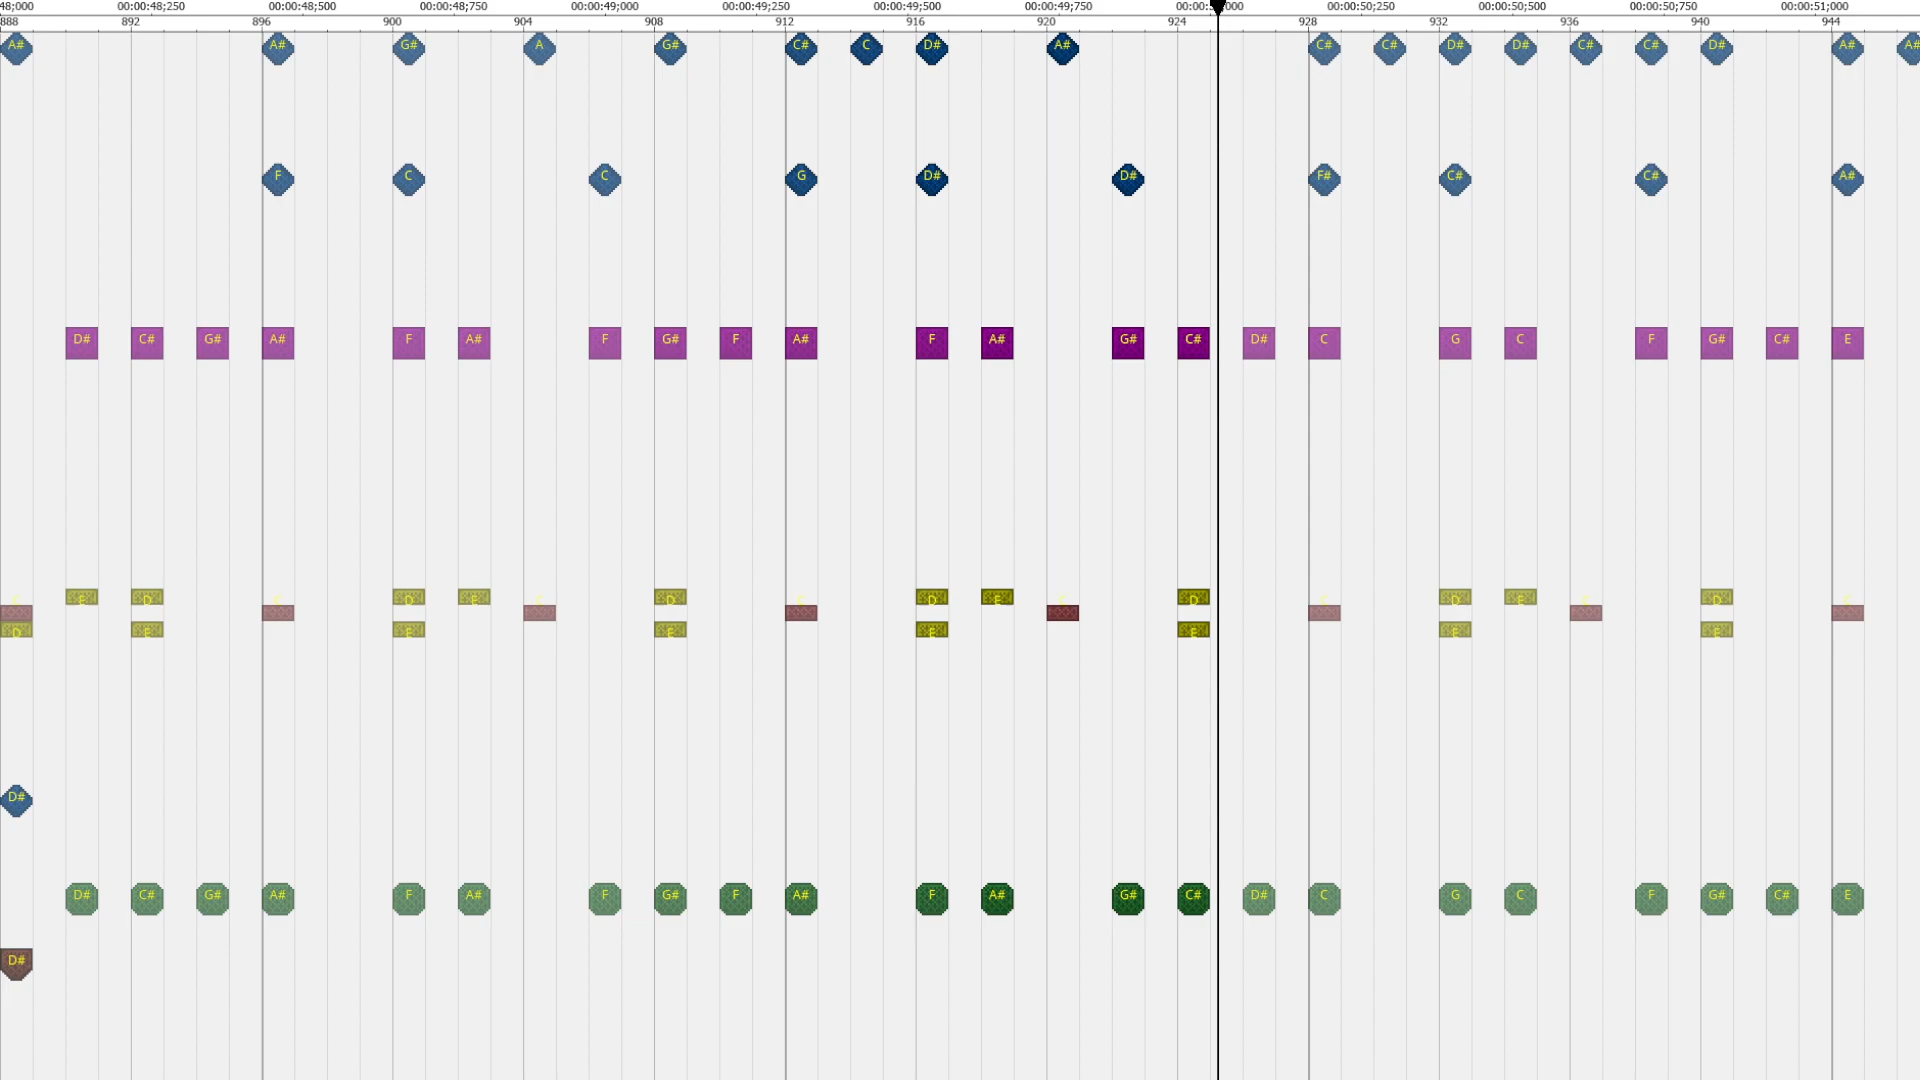 48;000 00:00:48;250 00:00:48;500 00:00:48;750 00:00:49;000 00:00:49;250 00:00:49;500 00:00:49;750 00:00:50;250 00:00:50;500 00:00:50;750 00:00:51;000
888 892 896 900 904 908 912 916 920 924 928 932 936 940 944
A# A# G# A G# C# C D# A# C# C# D# D# C# C# D# A# A#
F C C G D# D# F# C# C# A#
D# C# G# A# F A# F G# F A# F A# G# C# D# C G C F G# C# E
E D D E D D E D D E D
D E E E E E E E
D#
D# C# G# A# F A# F G# F A# F A# G# C# D# C G C F G# C# E
D#